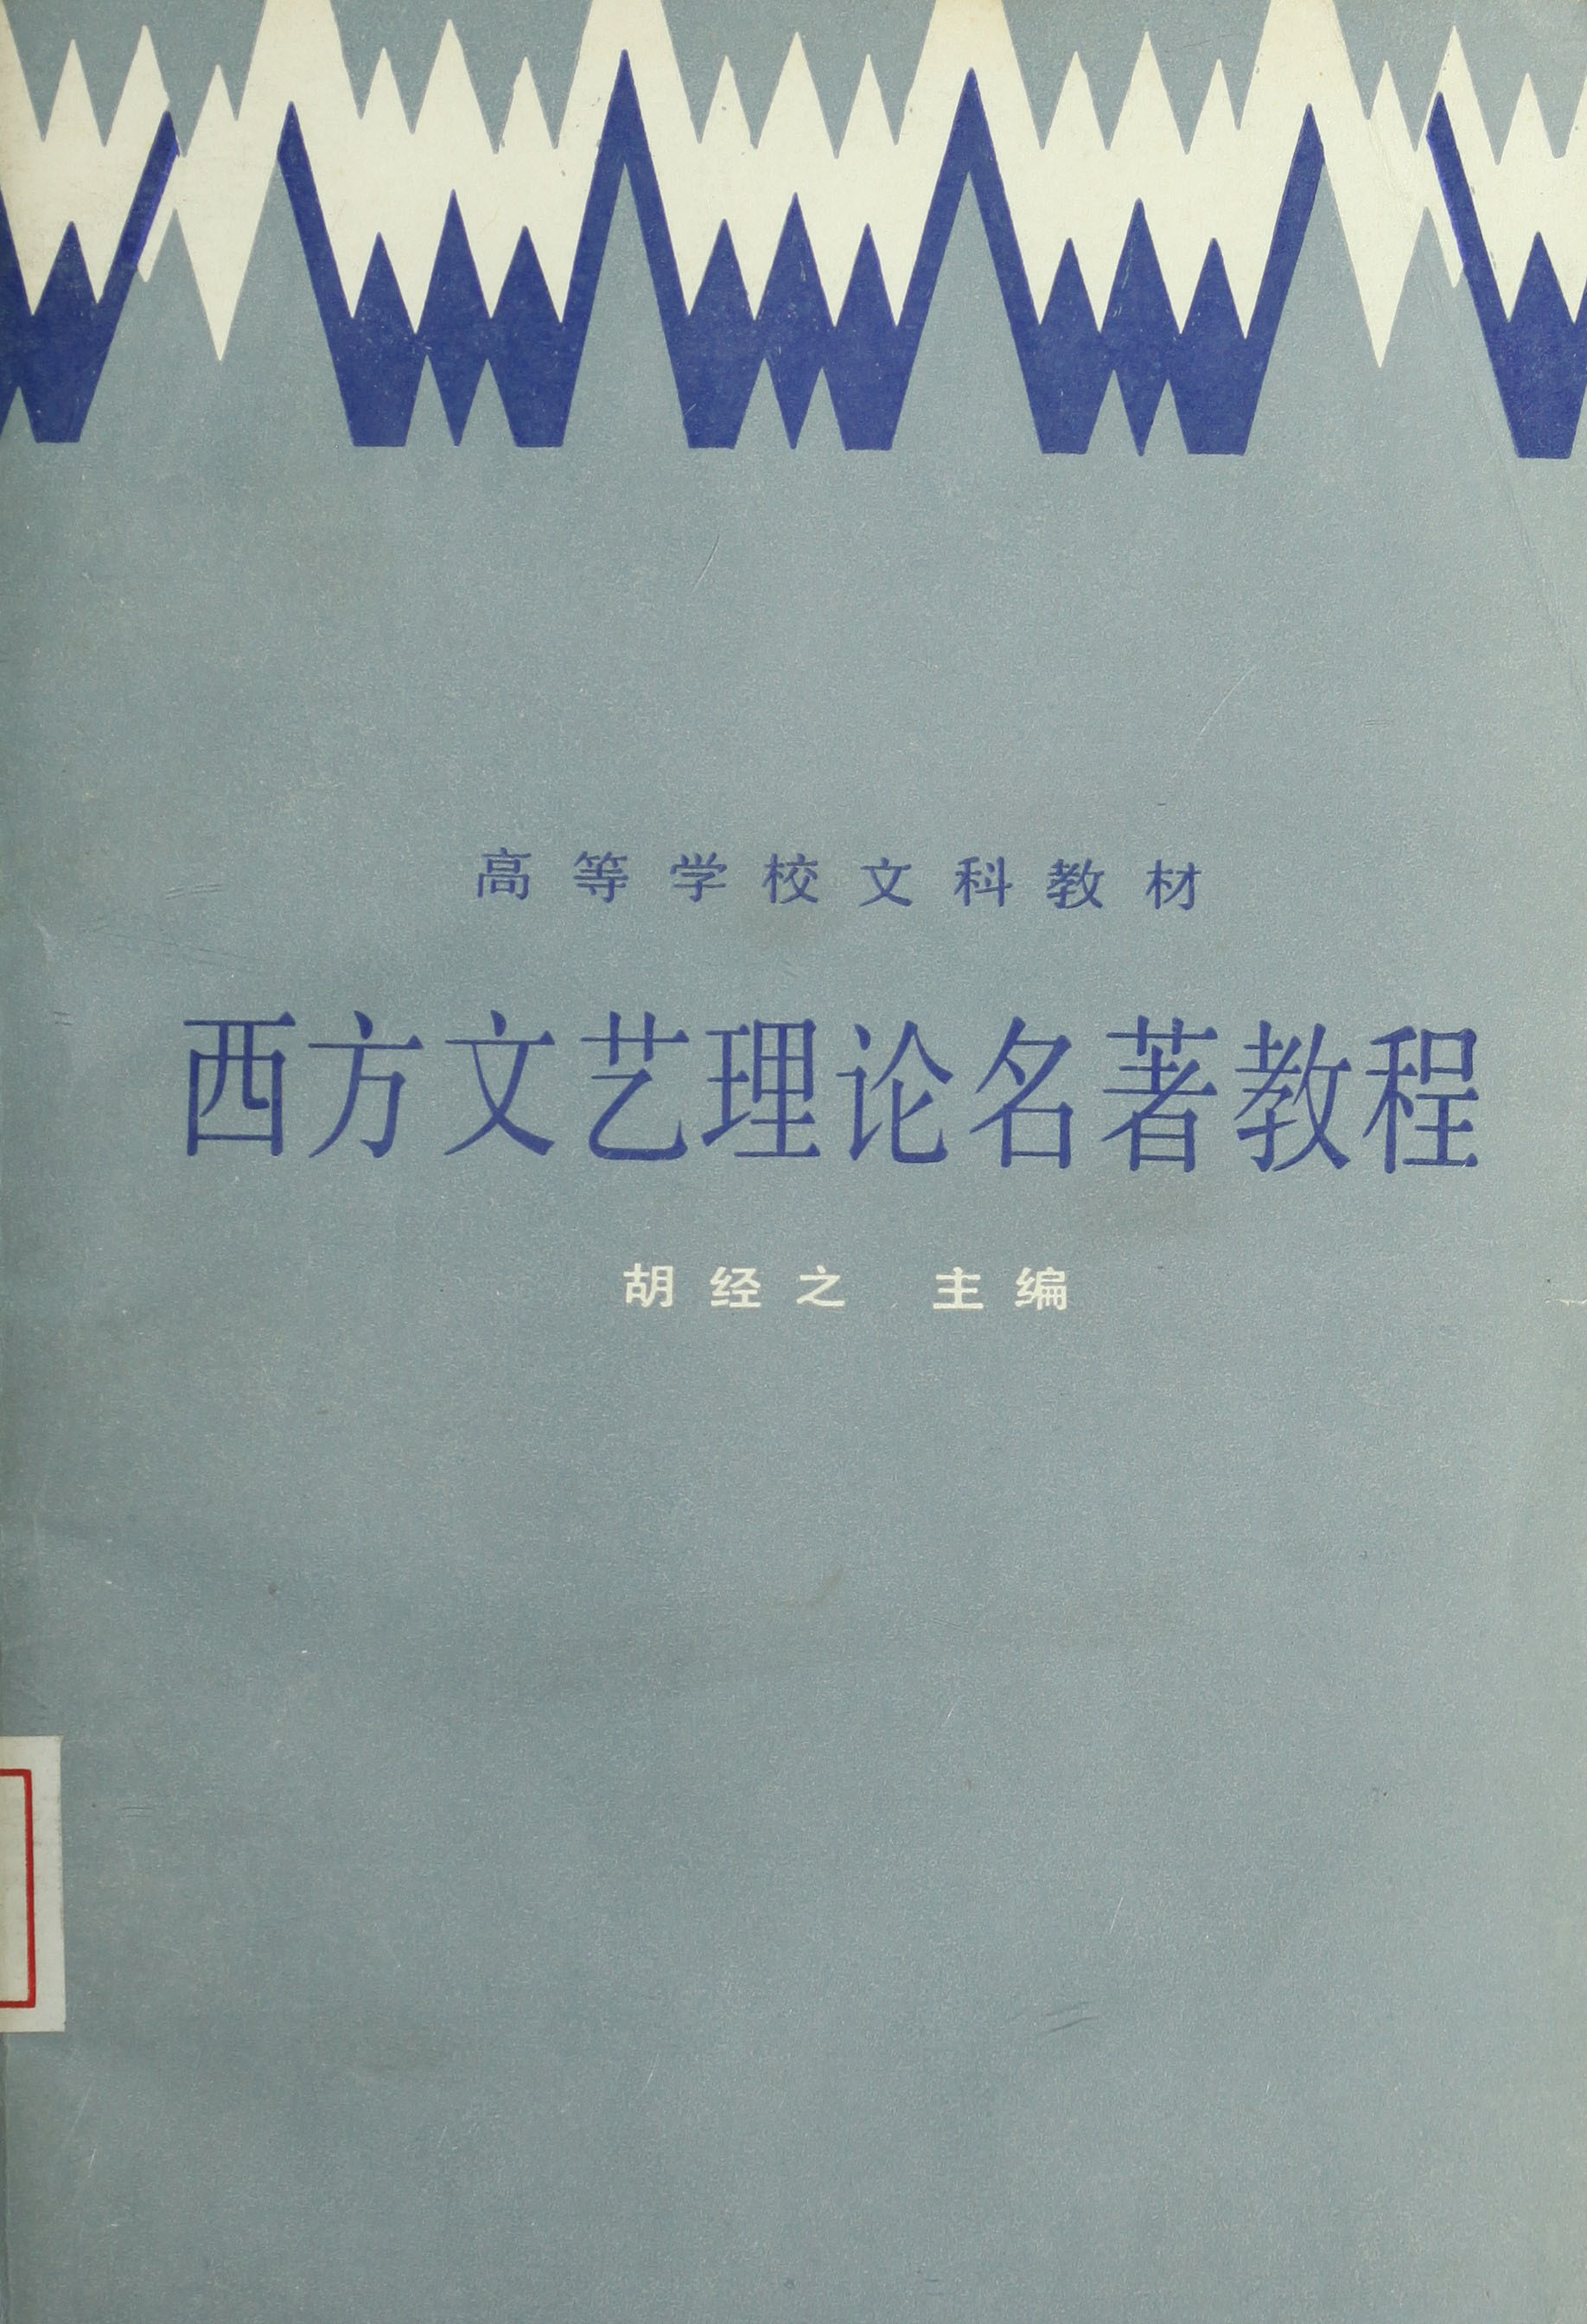 高等学校文科教材
西方文艺理论名著教程
胡经之 主编